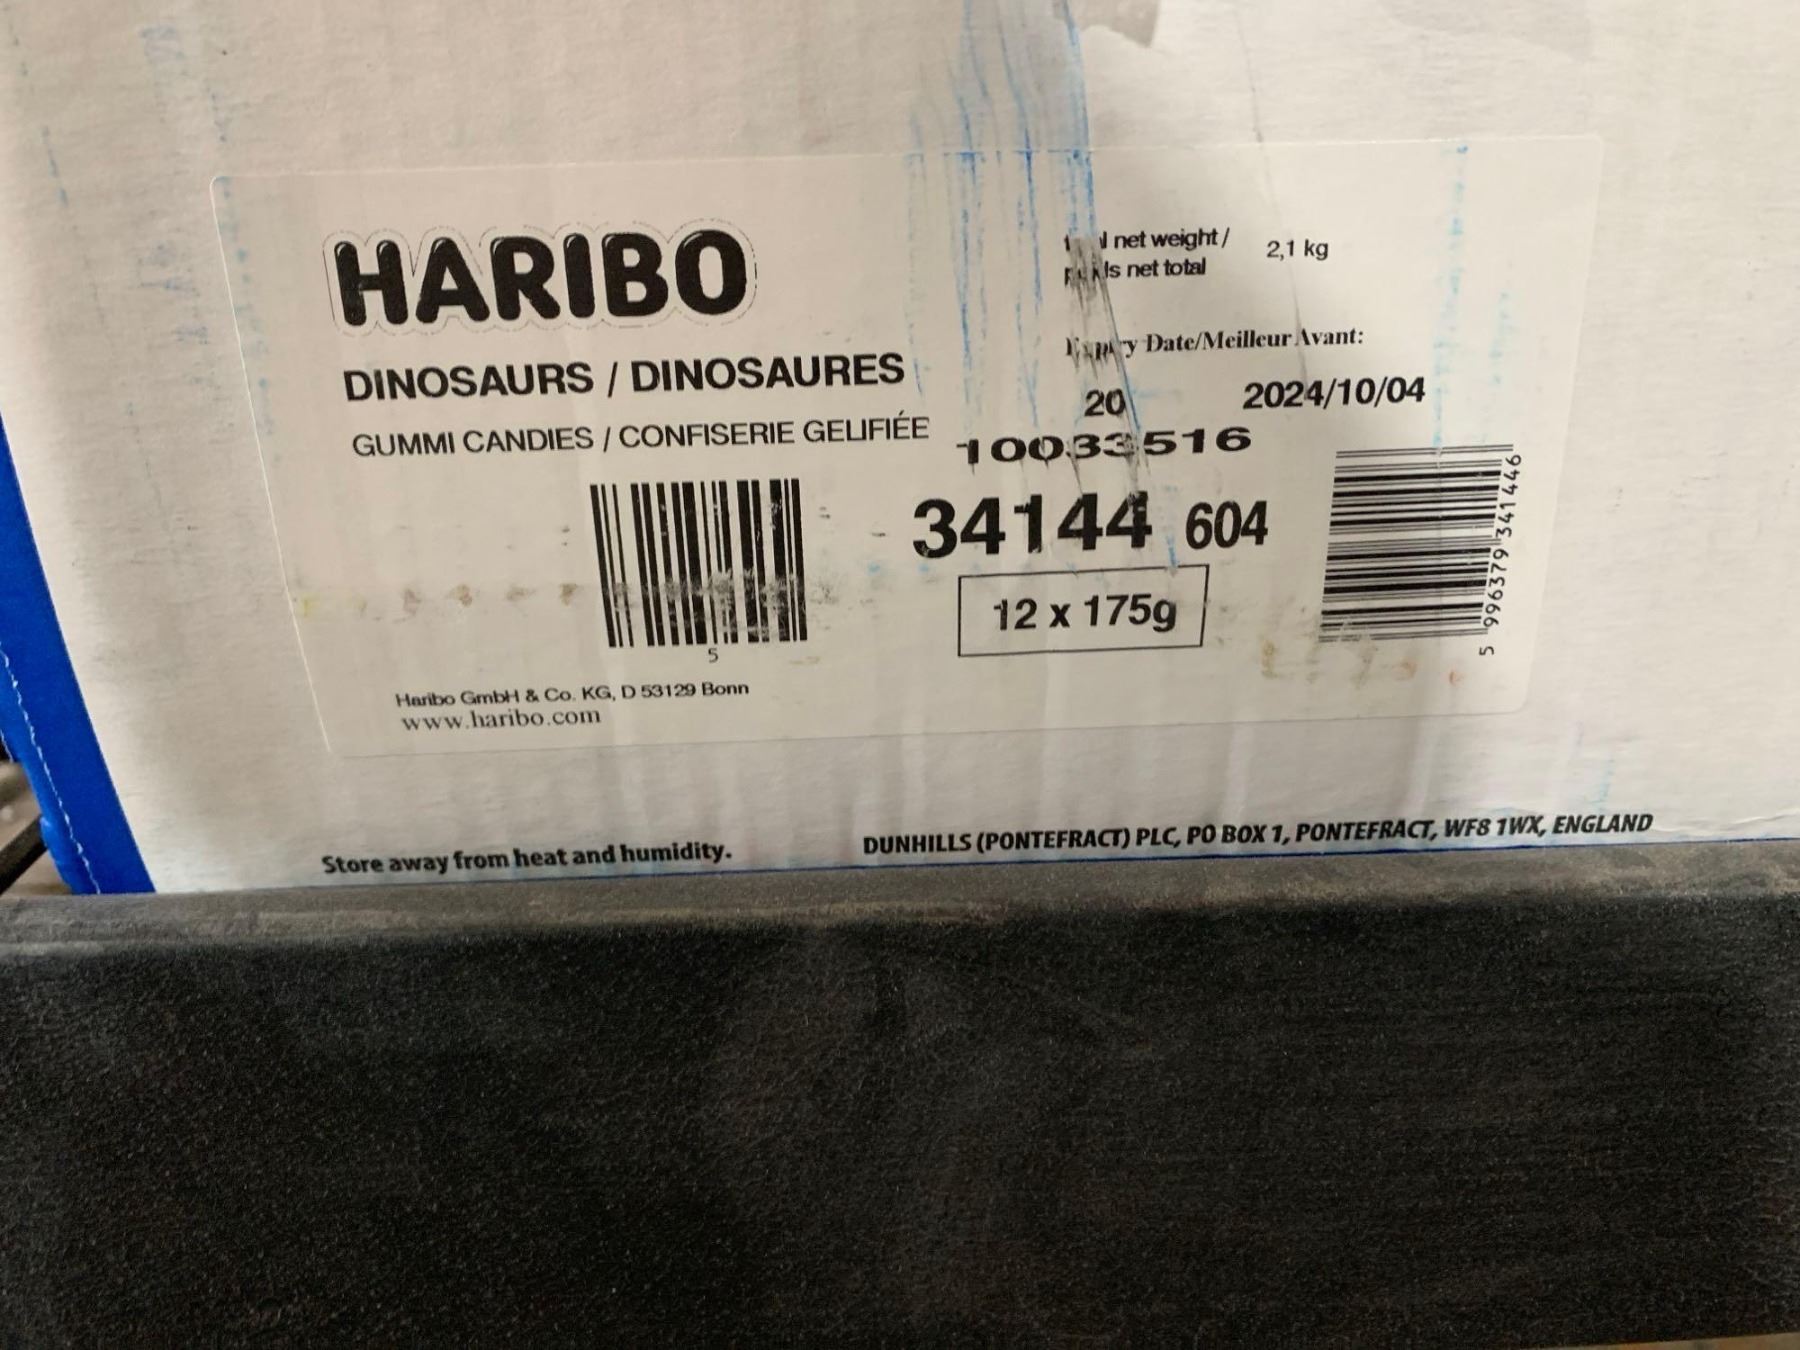 HARIBO
DINOSAURS / DINOSAURES
GUMMI CANDIES / CONFISERIE GELIFIÉE
net weight / 2,1 kg
net total
Date/Meilleur Avant:
20 2024/10/04
10033516
34144 604
12 x 175g
5
5 996379 341446
Haribo GmbH & Co. KG, D 53129 Bonn
www.haribo.com
Store away from heat and humidity.
DUNHILLS (PONTEFRACT) PLC, PO BOX 1, PONTEFRACT, WF8 1WX, ENGLAND